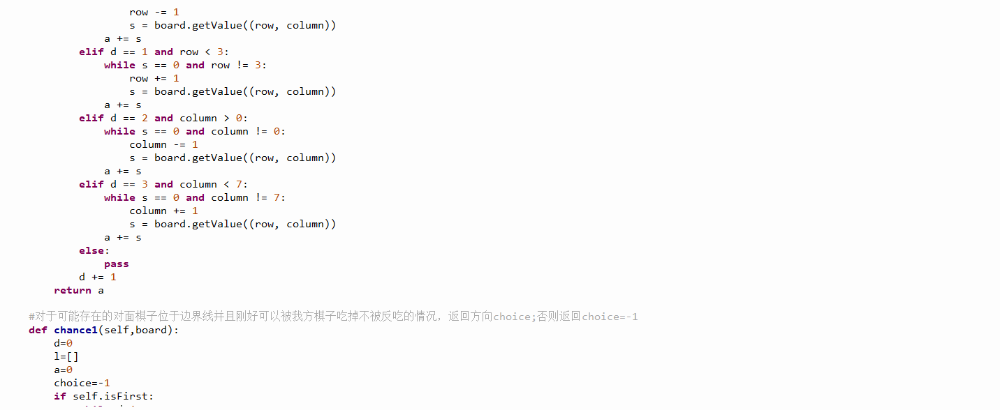 row -= 1
s = board.getValue((row, column))
a += s
elif d == 1 and row < 3:
while s == 0 and row != 3:
row += 1
s = board.getValue((row, column))
a += s
elif d == 2 and column > 0:
while s == 0 and column != 0:
column -= 1
s = board.getValue((row, column))
a += s
elif d == 3 and column < 7:
while s == 0 and column != 7:
column += 1
s = board.getValue((row, column))
a += s
else:
pass
d += 1
return a
#对于可能存在的对面棋子位于边界线并且刚好可以被我方棋子吃掉不被反吃的情况，返回方向choice;否则返回choice=-1
def chance1(self,board):
d=0
l=[]
a=0
choice=-1
if self.isFirst: